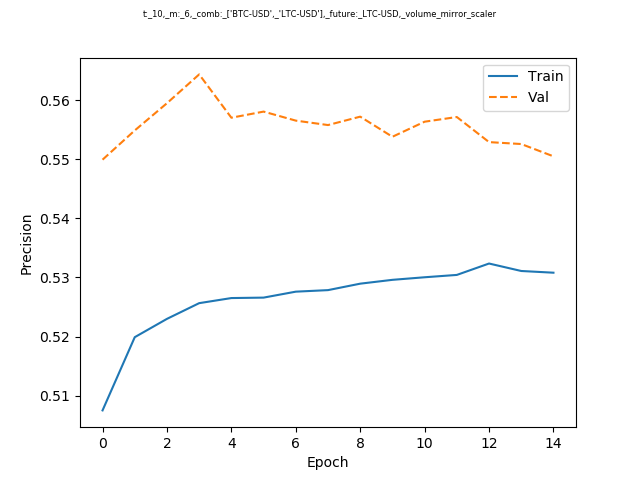 t:_10,_m:_6,_comb:_['BTC-USD',_'LTC-USD'],_future:_LTC-USD,_volume_mirror_scaler
Train
Val
0.56
0.55
0.54
0.53
0.52
0.51
Precision
0 2 4 6 8 10 12 14
Epoch